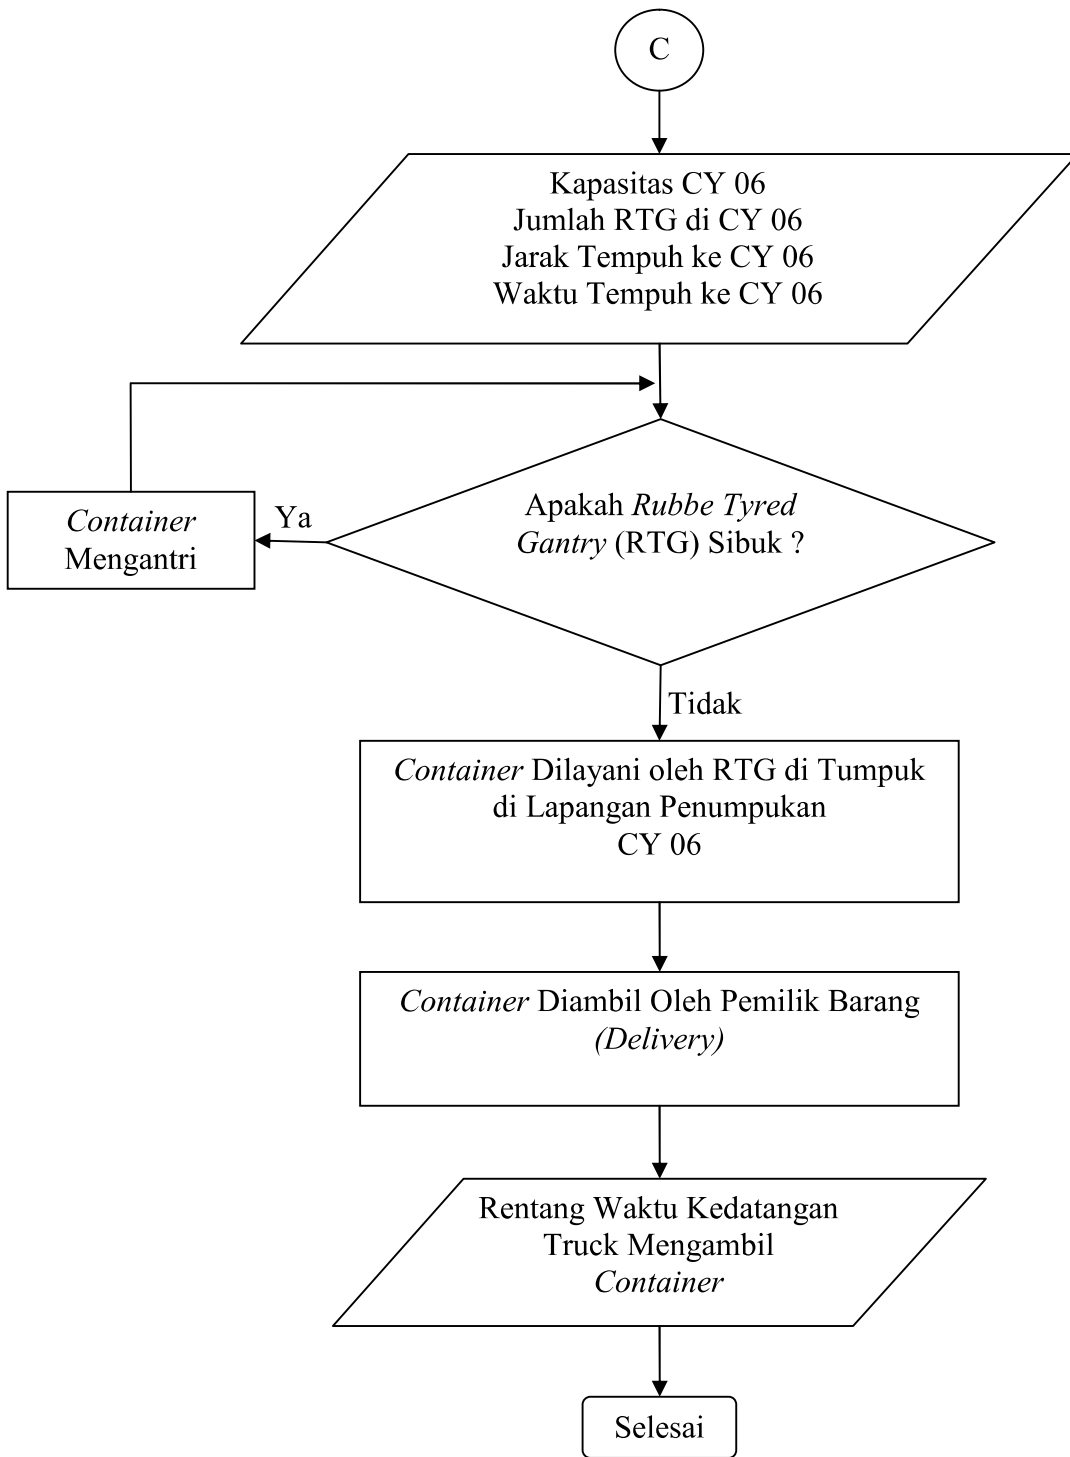 C
Kapasitas CY 06
Jumlah RTG di CY 06
Jarak Tempuh ke CY 06
Waktu Tempuh ke CY 06
Apakah Rubbe Tyred
Gantry (RTG) Sibuk ?
Ya
Container
Mengantri
Tidak
Container Dilayani oleh RTG di Tumpuk
di Lapangan Penumpukan
CY 06
Container Diambil Oleh Pemilik Barang
(Delivery)
Rentang Waktu Kedatangan
Truck Mengambil
Container
Selesai